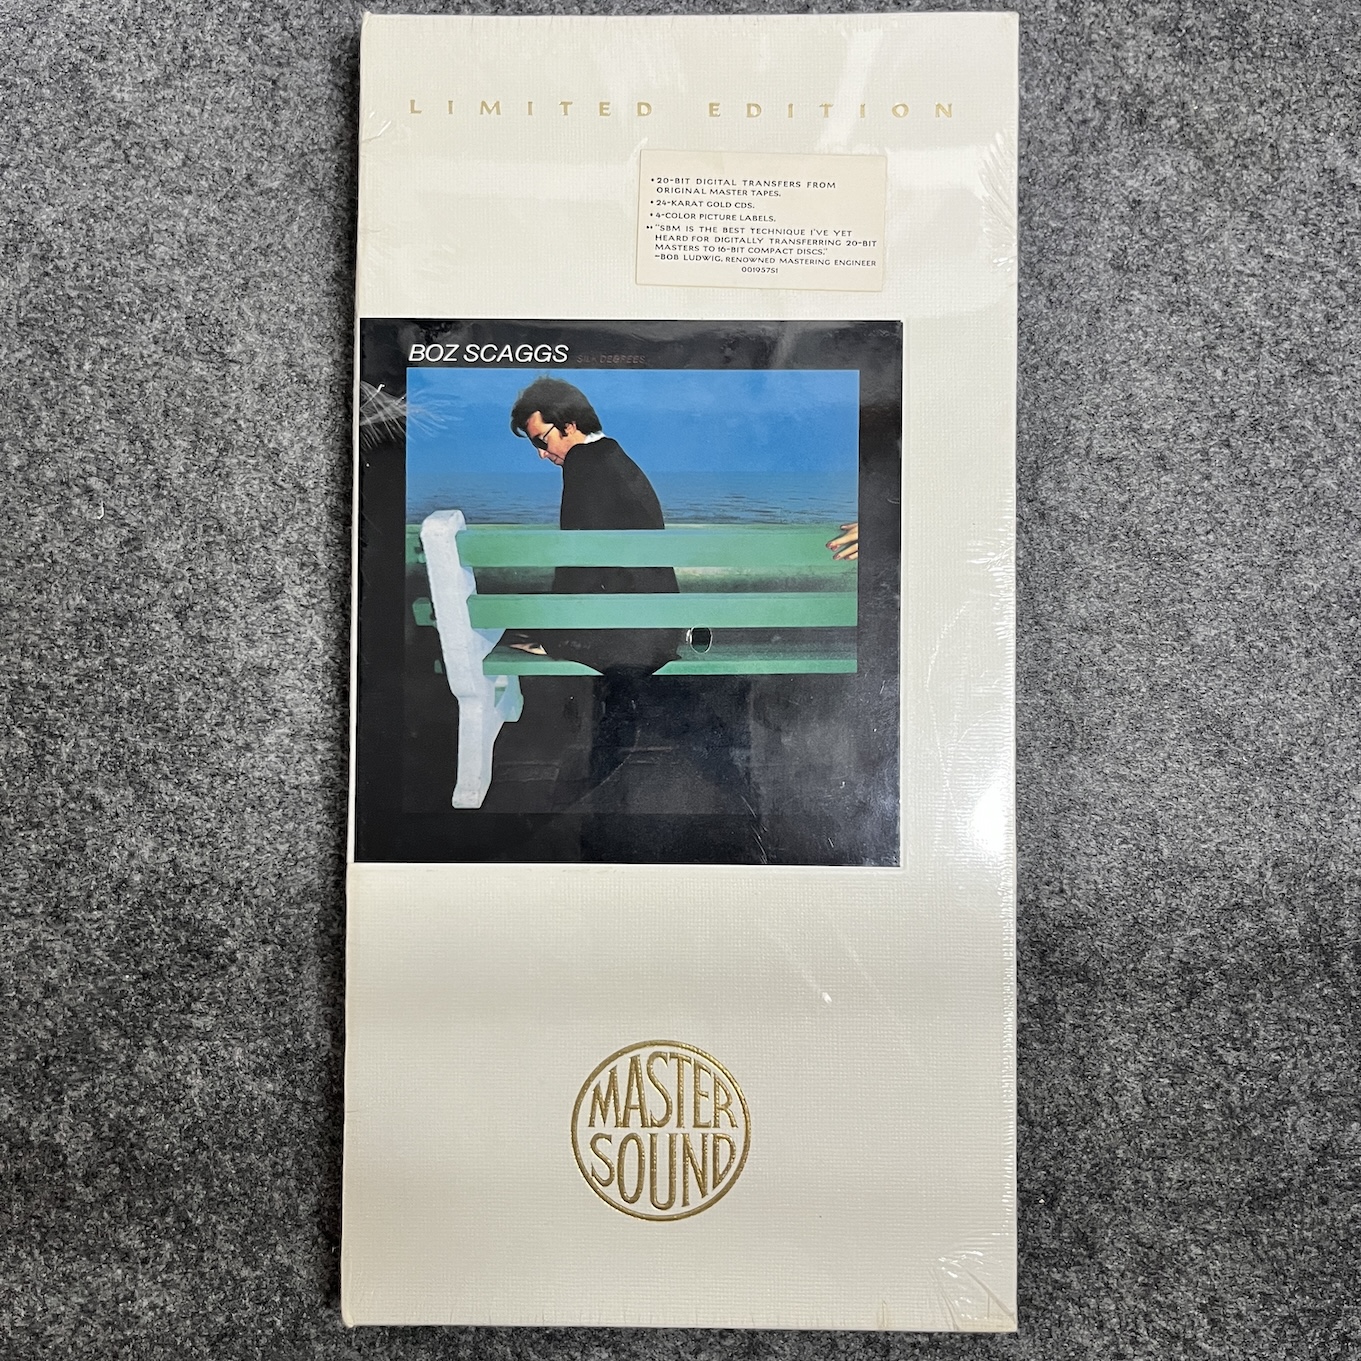 LIMITED EDITION
• 20-BIT DIGITAL TRANSFERS FROM
ORIGINAL MASTER TAPES.
• 24-KARAT GOLD CDS.
• 4-COLOR PICTURE LABELS.
•• "SBM IS THE BEST TECHNIQUE I'VE YET
HEARD FOR DIGITALLY TRANSFERRING 20-BIT
MASTERS TO 16-BIT COMPACT DISCS."
—BOB LUDWIG, RENOWNED MASTERING ENGINEER
00195751
BOZ SCAGGS SILK DEGREES
MASTER
SOUND